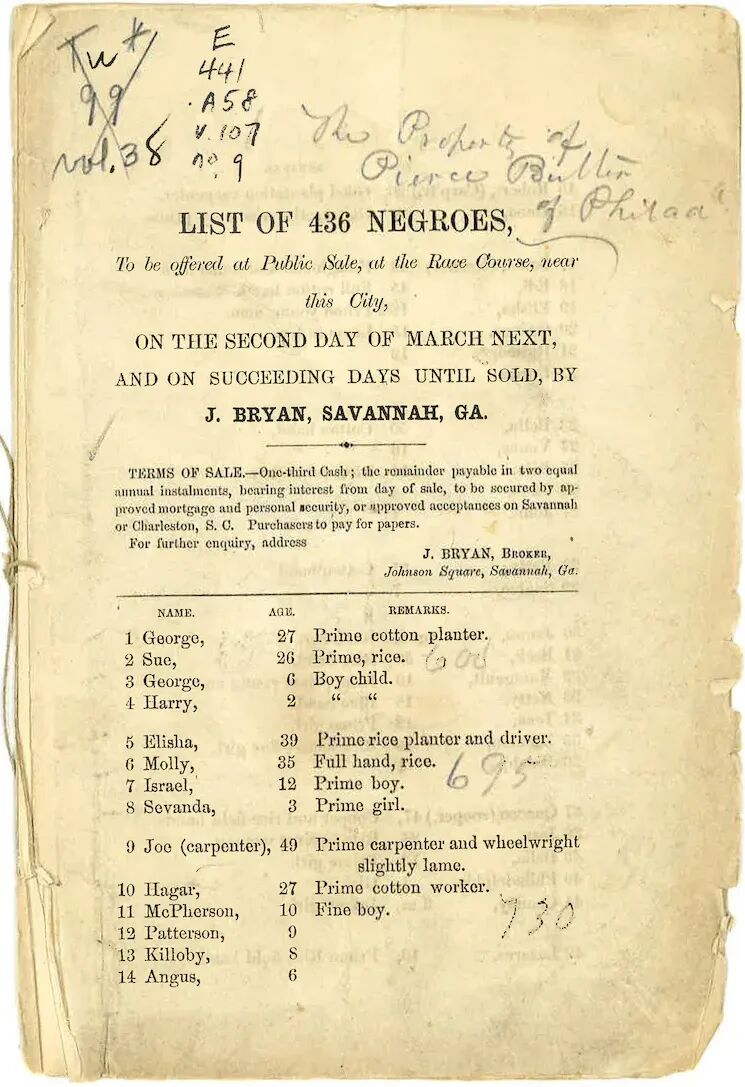 Tw *
99
vol. 38
E
441
.A58
v.107
no. 9
The Property of
Pierce Butler
of Philad
LIST OF 436 NEGROES,
To be offered at Public Sale, at the Race Course, near
this City,
ON THE SECOND DAY OF MARCH NEXT,
AND ON SUCCEEDING DAYS UNTIL SOLD, BY
J. BRYAN, SAVANNAH, GA.
TERMS OF SALE.—One-third Cash; the remainder payable in two equal
annual instalments, bearing interest from day of sale, to be secured by ap-
proved mortgage and personal security, or approved acceptances on Savannah
or Charleston, S. C. Purchasers to pay for papers.
For further enquiry, address
J. BRYAN, BROKER,
Johnson Square, Savannah, Ga.
NAME. AGE. REMARKS.
1 George, 27 Prime cotton planter.
2 Sue, 26 Prime, rice. 600
3 George, 6 Boy child.
4 Harry, 2 “ “
5 Elisha, 39 Prime rice planter and driver.
6 Molly, 35 Full hand, rice.
7 Israel, 12 Prime boy. 695
8 Sevanda, 3 Prime girl.
9 Joe (carpenter), 49 Prime carpenter and wheelwright
slightly lame.
10 Hagar, 27 Prime cotton worker.
11 McPherson, 10 Fine boy. 730
12 Patterson, 9
13 Killoby, 8
14 Angus, 6